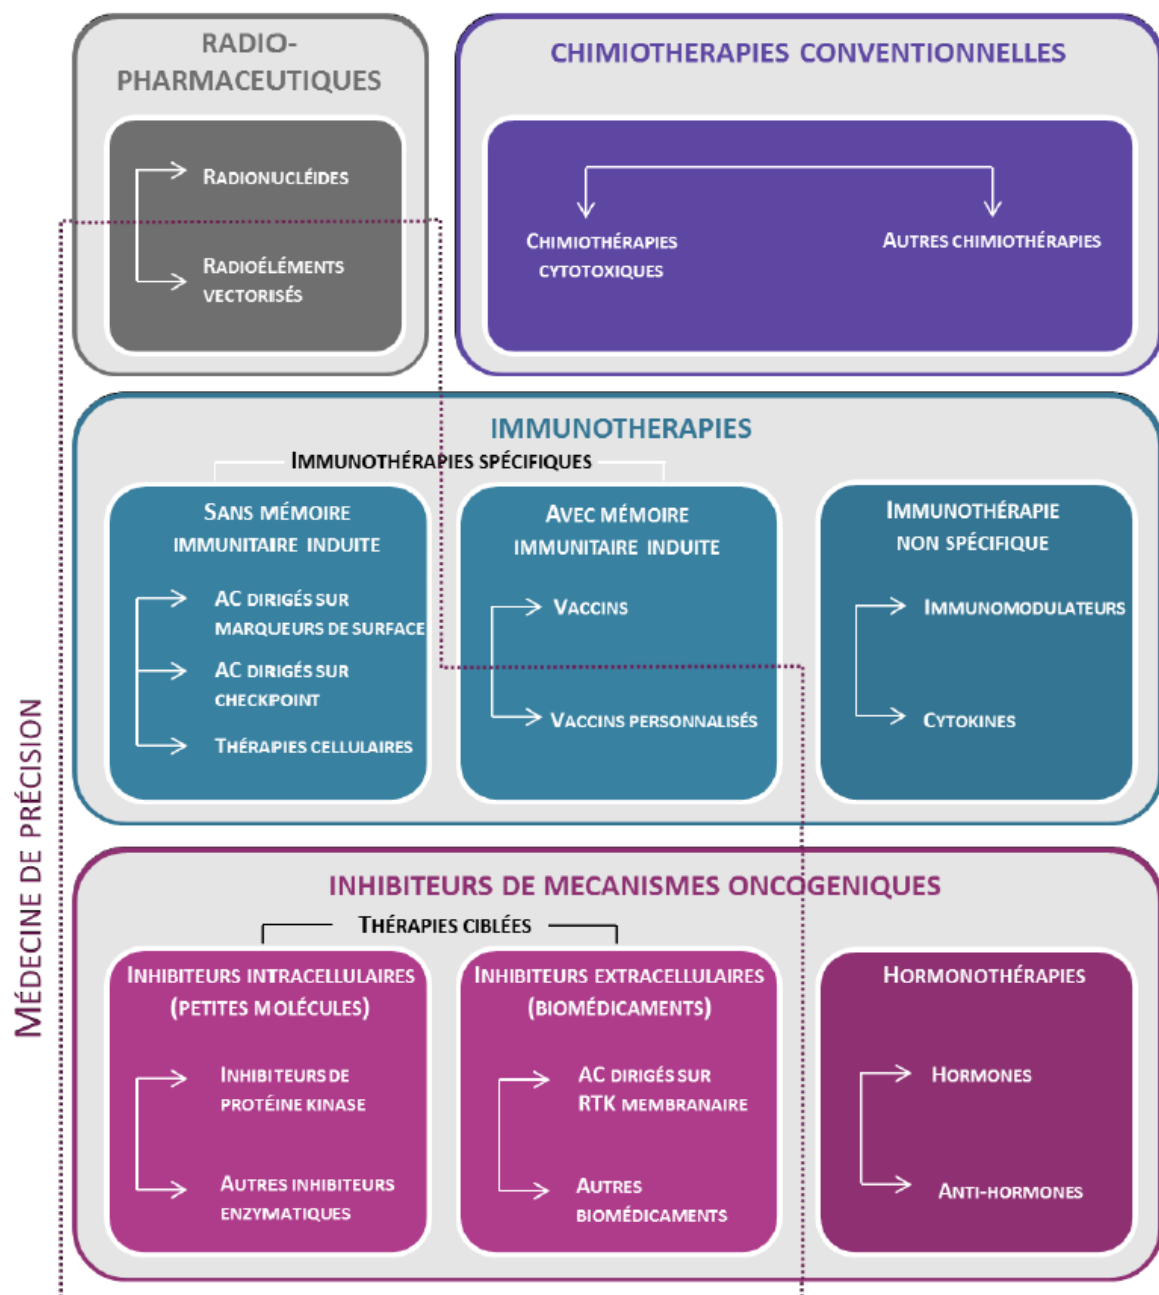 RADIO-
PHARMACEUTIQUES
RADIONUCLÉIDES
RADIOÉLÉMENTS
VECTORISÉS
CHIMIOTHERAPIES CONVENTIONNELLES
CHIMIOTHÉRAPIES
CYTOTOXIQUES
AUTRES CHIMIOTHÉRAPIES
IMMUNOTHERAPIES
IMMUNOTHÉRAPIES SPÉCIFIQUES
SANS MÉMOIRE
IMMUNITAIRE INDUITE
AC DIRIGÉS SUR
MARQUEURS DE SURFACE
AC DIRIGÉS SUR
CHECKPOINT
THÉRAPIES CELLULAIRES
AVEC MÉMOIRE
IMMUNITAIRE INDUITE
VACCINS
VACCINS PERSONNALISÉS
IMMUNOTHÉRAPIE
NON SPÉCIFIQUE
IMMUNOMODULATEURS
CYTOKINES
MÉDECINE DE PRÉCISION
INHIBITEURS DE MECANISMES ONCOGENIQUES
THÉRAPIES CIBLÉES
INHIBITEURS INTRACELLULAIRES
(PETITES MOLÉCULES)
INHIBITEURS DE
PROTÉINE KINASE
AUTRES INHIBITEURS
ENZYMATIQUES
INHIBITEURS EXTRACELLULAIRES
(BIOMÉDICAMENTS)
AC DIRIGÉS SUR
RTK MEMBRANAIRE
AUTRES
BIOMÉDICAMENTS
HORMONOTHÉRAPIES
HORMONES
ANTI-HORMONES